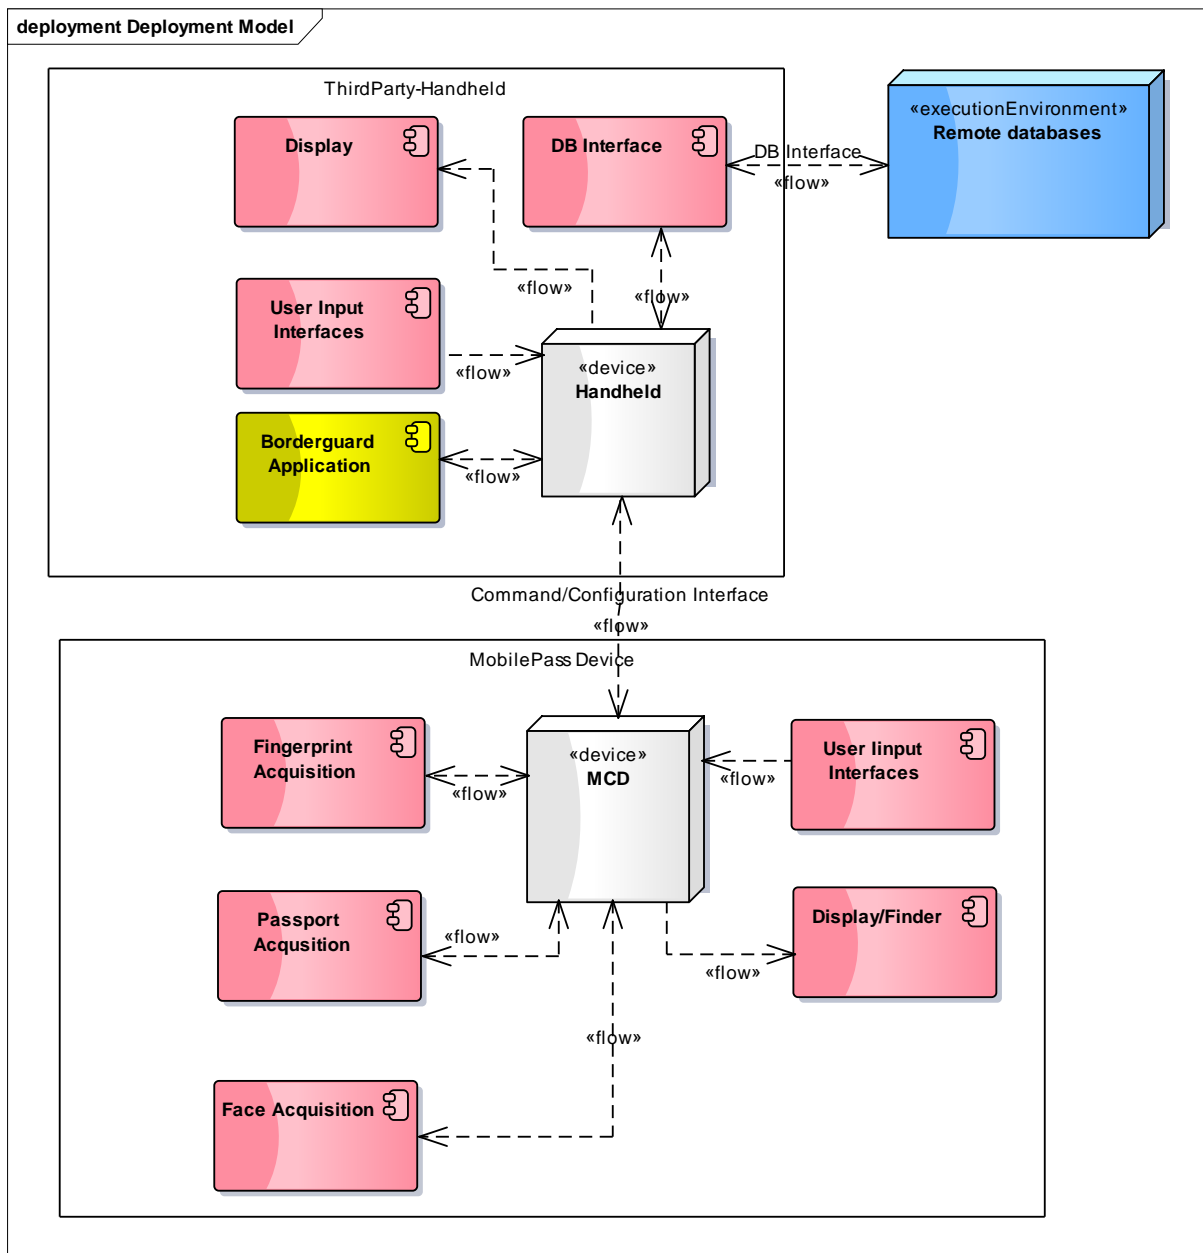 deployment Deployment Model
ThirdParty-Handheld
Display
DB Interface
«executionEnvironment»
Remote databases
DB Interface
«flow»
User Input
Interfaces
«flow»
«flow»
«flow»
«device»
Handheld
Borderguard
Application
«flow»
Command/Configuration Interface
«flow»
MobilePass Device
Fingerprint
Acquisition
«flow»
«device»
MCD
«flow»
User Iinput
Interfaces
Passport
Acqusition
«flow»
«flow»
Display/Finder
«flow»
Face Acquisition